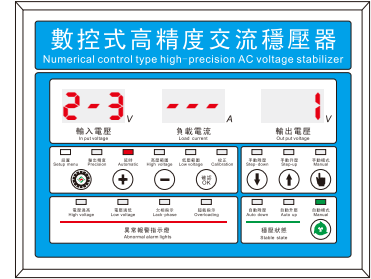 數控式高精度交流穩壓器
Numerical control type high-precision AC voltage stabilizer
2-3 V
--- A
1 V
輸入電壓
Input voltage
負載電流
Load current
輸出電壓
Output voltage
設置
Setup menu
輸出精度
Precision
延時
Automatic
高壓範圍
High voltage
低壓範圍
Low voltage
校正
Calibration
手動降壓
Step-down
手動升壓
Step-up
手動模式
Manual
確認
OK
電壓過高
High voltage
電壓過低
Low voltage
欠相指示
Lack phase
過載指示
Overloading
異常報警指示燈
Abnormal alarm lights
自動降壓
Auto down
自動升壓
Auto up
自動模式
Manual
穩壓狀態
Stable state